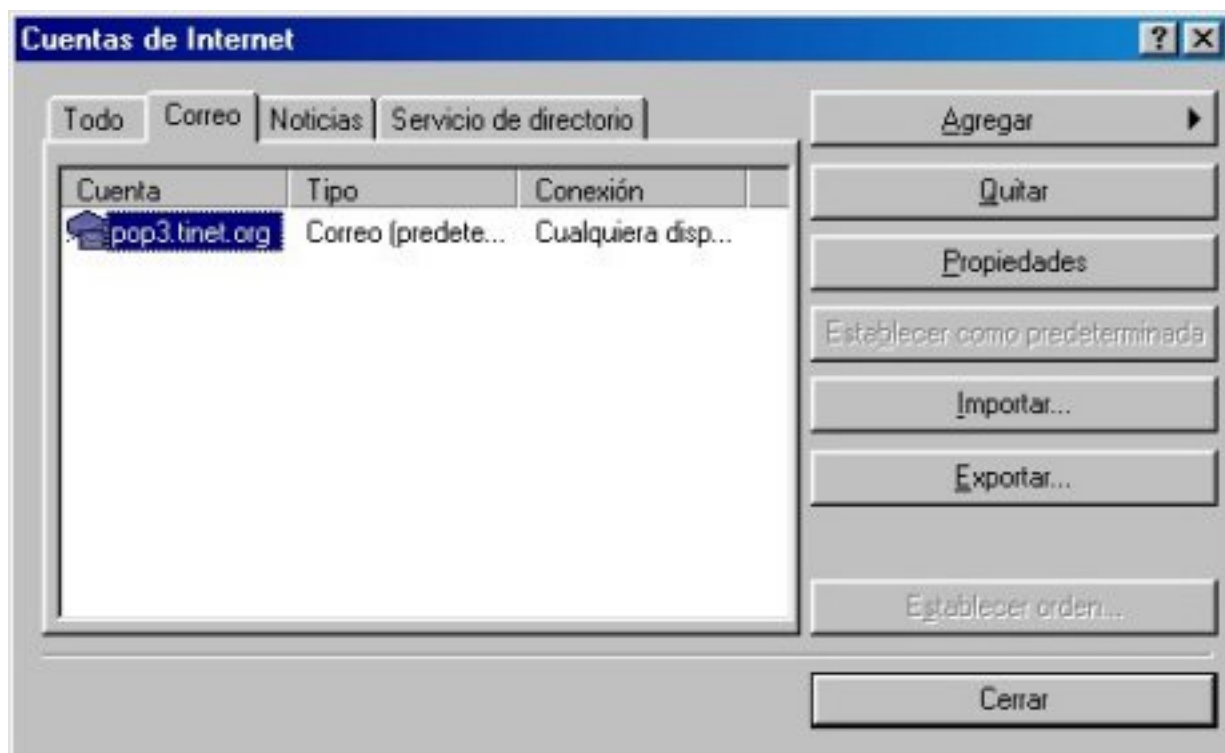 Cuentas de Internet
Todo Correo Noticias Servicio de directorio
Cuenta Tipo Conexión
pop3.tinet.org Correo (predete... Cualquiera disp...
Agregar
Quitar
Propiedades
Establecer como predeterminada
Importar...
Exportar...
Establecer orden...
Cerrar